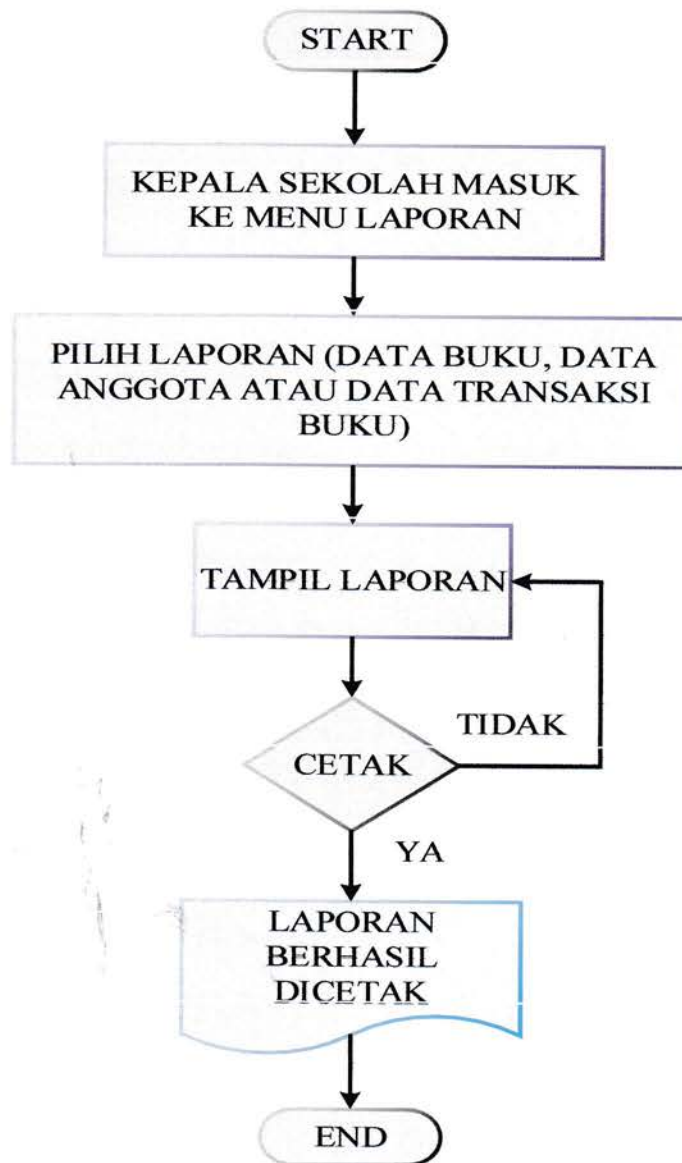 START
KEPALA SEKOLAH MASUK
KE MENU LAPORAN
PILIH LAPORAN (DATA BUKU, DATA
ANGGOTA ATAU DATA TRANSAKSI
BUKU)
TAMPIL LAPORAN
TIDAK
CETAK
YA
LAPORAN
BERHASIL
DICETAK
END